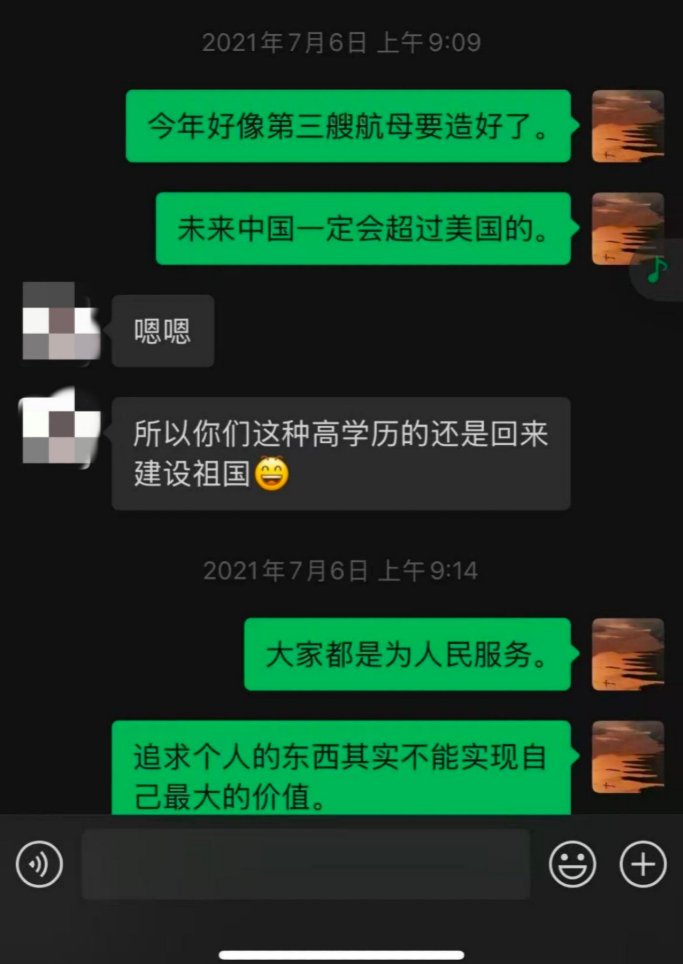 2021年7月6日 上午9:09
今年好像第三艘航母要造好了。
未来中国一定会超过美国的。
嗯嗯
所以你们这种高学历的还是回来
建设祖国😄
2021年7月6日 上午9:14
大家都是为人民服务。
追求个人的东西其实不能实现自
己最大的价值。